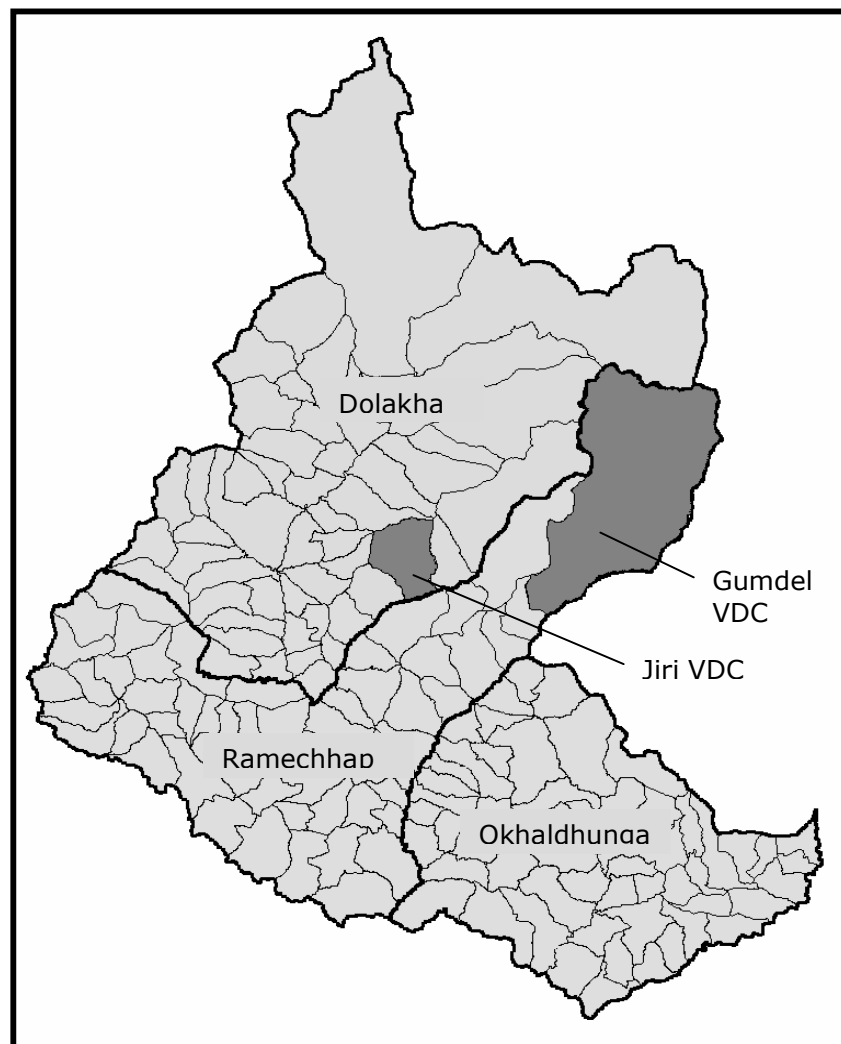 Dolakha
Gumdel
VDC
Jiri VDC
Ramechhap
Okhaldhunga